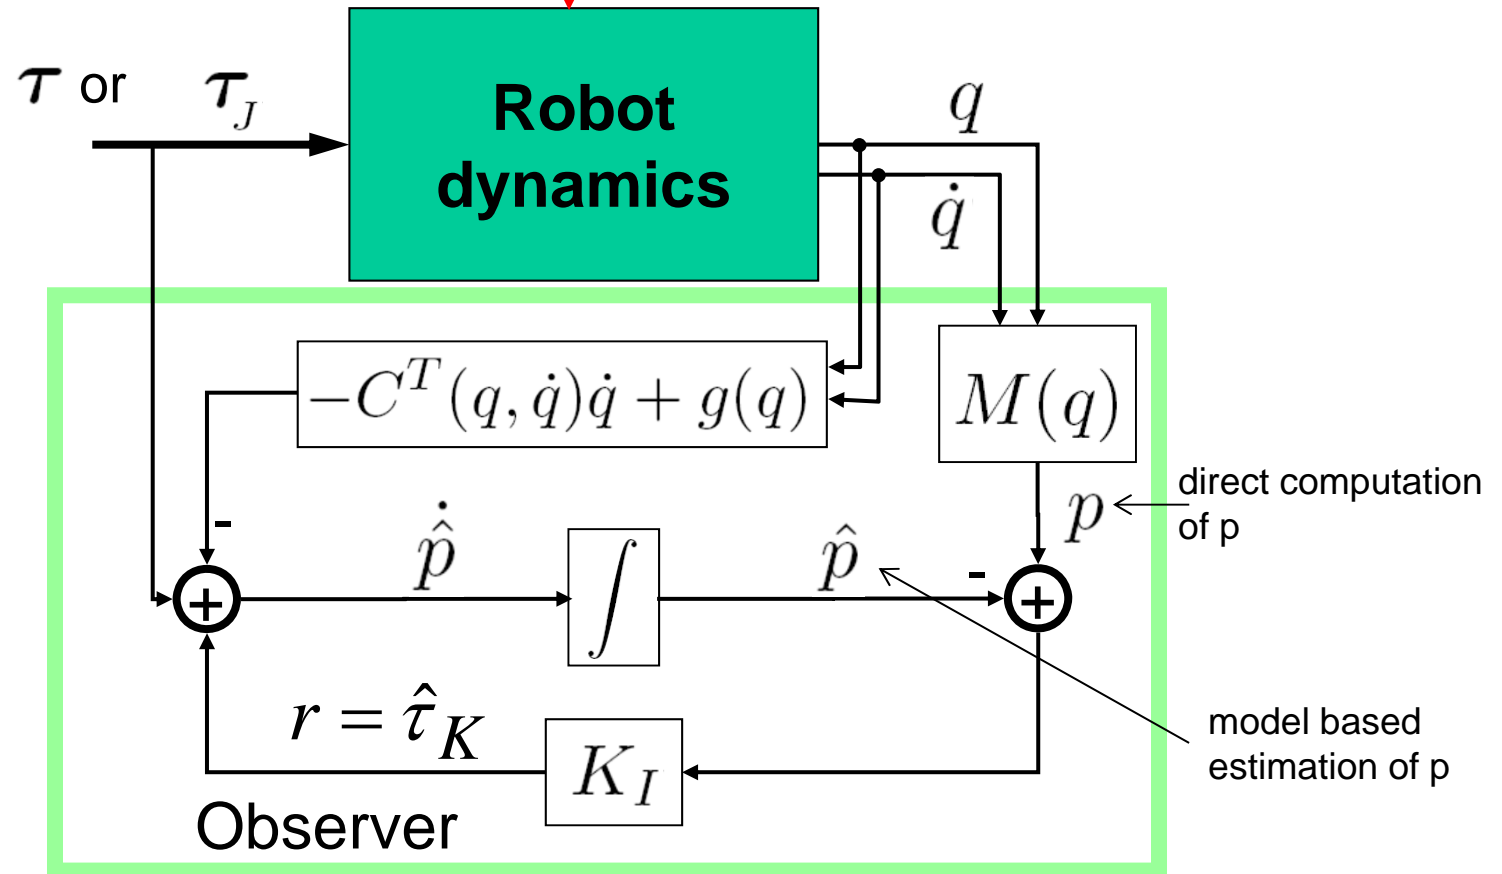 τ or τ_J
Robot
dynamics
q
q̇
−C^T(q, q̇)q̇ + g(q)
M(q)
p
direct computation
of p
-
p̂̇
∫
p̂
-
+
+
r = τ̂_K
K_I
model based
estimation of p
Observer